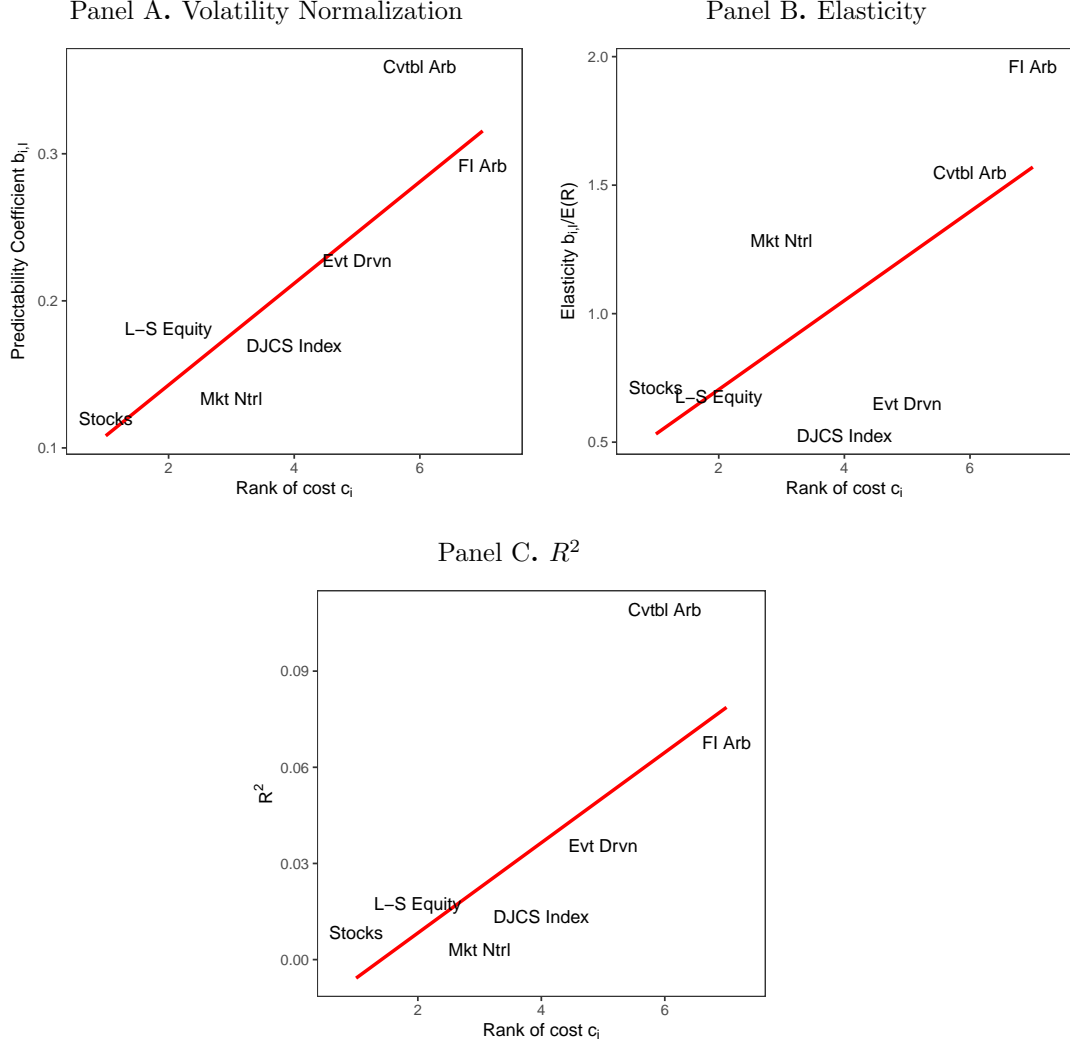 Panel A. Volatility Normalization
Predictability Coefficient b_{i,I}
0.3
0.2
0.1
Cvtbl Arb
FI Arb
Evt Drvn
L−S Equity
DJCS Index
Mkt Ntrl
Stocks
2 4 6
Rank of cost c_i
Panel B. Elasticity
Elasticity b_{i,I}/E(R)
2.0
1.5
1.0
0.5
FI Arb
Cvtbl Arb
Mkt Ntrl
Stocks
L−S Equity
Evt Drvn
DJCS Index
2 4 6
Rank of cost c_i
Panel C. R²
R²
0.09
0.06
0.03
0.00
Cvtbl Arb
FI Arb
Evt Drvn
L−S Equity
DJCS Index
Stocks
Mkt Ntrl
2 4 6
Rank of cost c_i